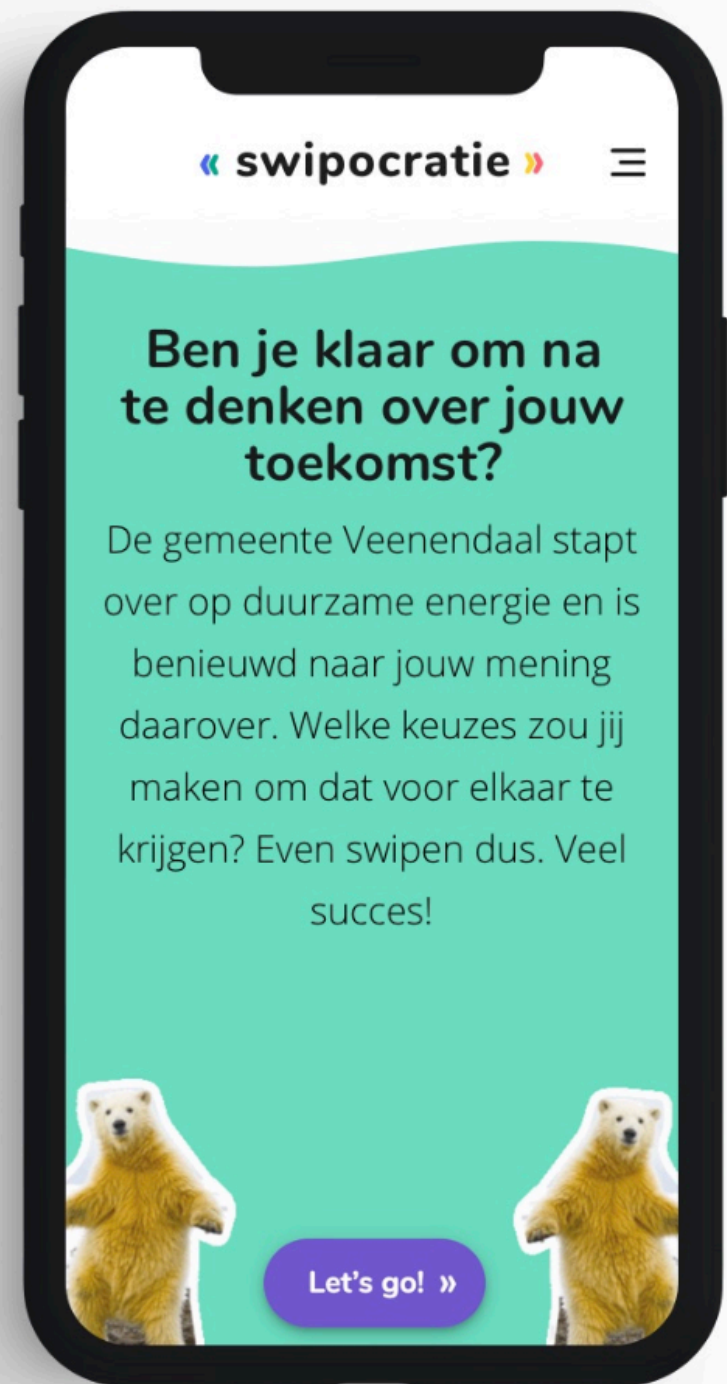 « swipocratie »
Ben je klaar om na
te denken over jouw
toekomst?
De gemeente Veenendaal stapt
over op duurzame energie en is
benieuwd naar jouw mening
daarover. Welke keuzes zou jij
maken om dat voor elkaar te
krijgen? Even swipen dus. Veel
succes!
Let's go! »